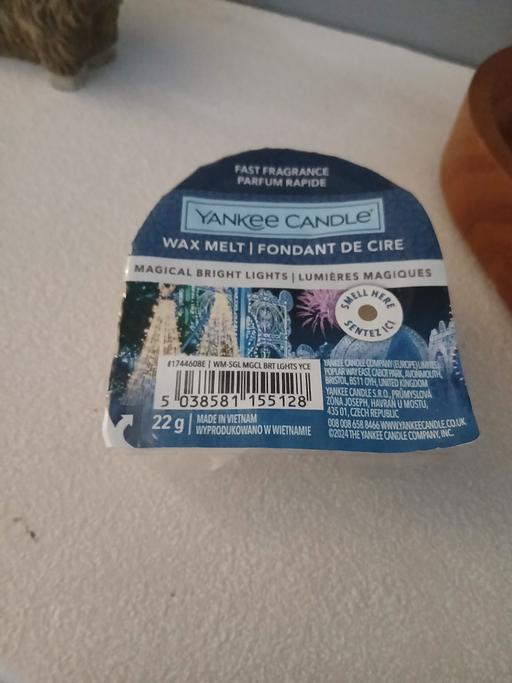 FAST FRAGRANCE
PARFUM RAPIDE
YANKEE CANDLE®
WAX MELT | FONDANT DE CIRE
MAGICAL BRIGHT LIGHTS | LUMIÈRES MAGIQUES
SMELL HERE
SENTEZ ICI
#1744608E | WM-SGL MGCL BRT LGHTS YCE
5 038581 155128
22 g
MADE IN VIETNAM
WYPRODUKOWANO W WIETNAMIE
YANKEE CANDLE COMPANY (EUROPE) LIMITED,
POPLAR WAY EAST, CABOT PARK, AVONMOUTH,
BRISTOL, BS11 0YH, UNITED KINGDOM
YANKEE CANDLE S.R.O., PRŮMYSLOVÁ
ZÓNA JOSEPH, HAVRAŇ U MOSTU,
435 01, CZECH REPUBLIC
008 008 658 8466 WWW.YANKEECANDLE.CO.UK
©2024 THE YANKEE CANDLE COMPANY, INC.